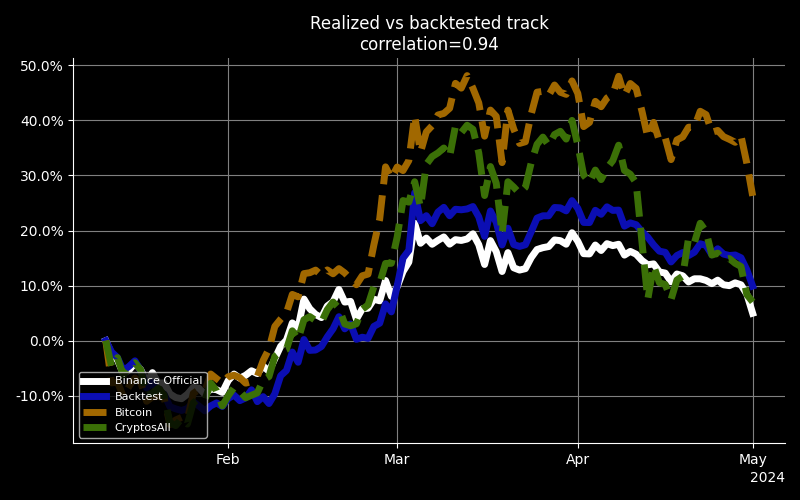 Realized vs backtested track
correlation=0.94
50.0%
40.0%
30.0%
20.0%
10.0%
0.0%
-10.0%
Binance Official
Backtest
Bitcoin
CryptosAll
Feb
Mar
Apr
May
2024